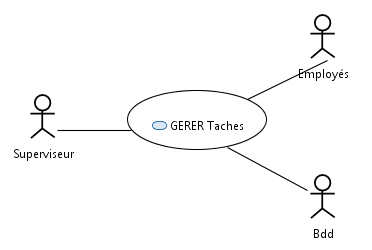 Employés
GERER Taches
Superviseur
Bdd